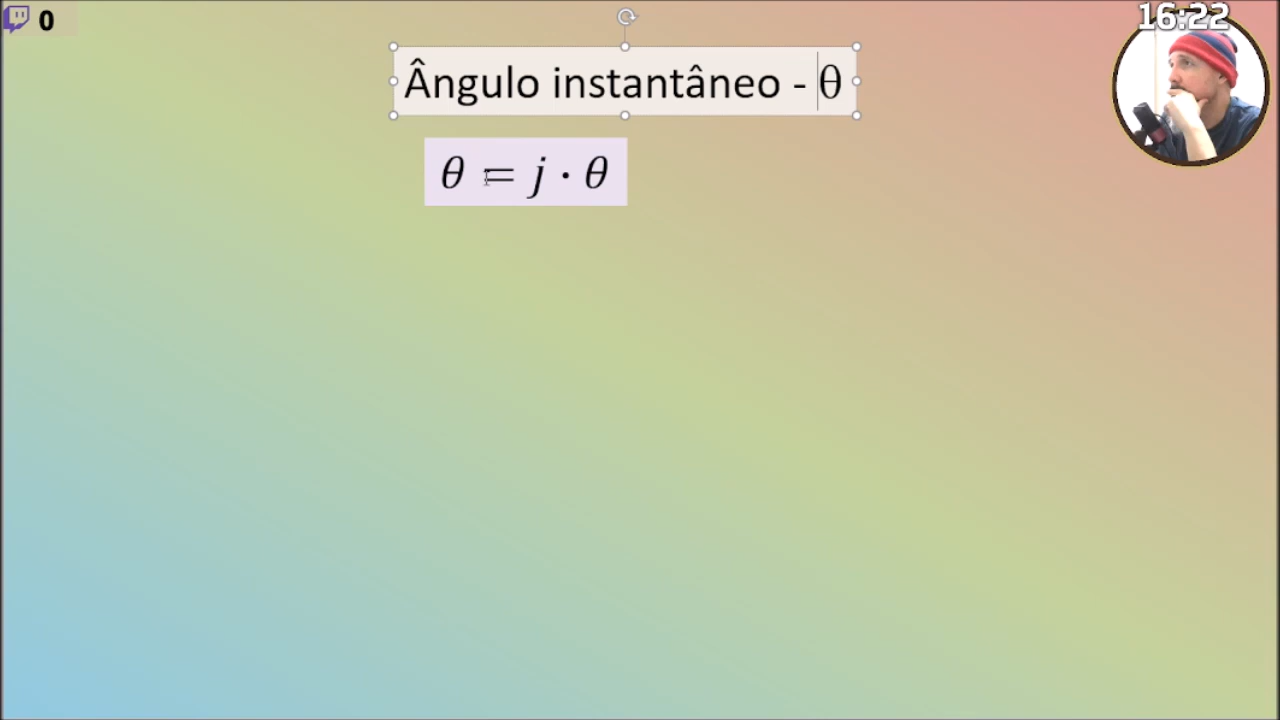 0
16:22
Ângulo instantâneo - θ
θ = j · θ